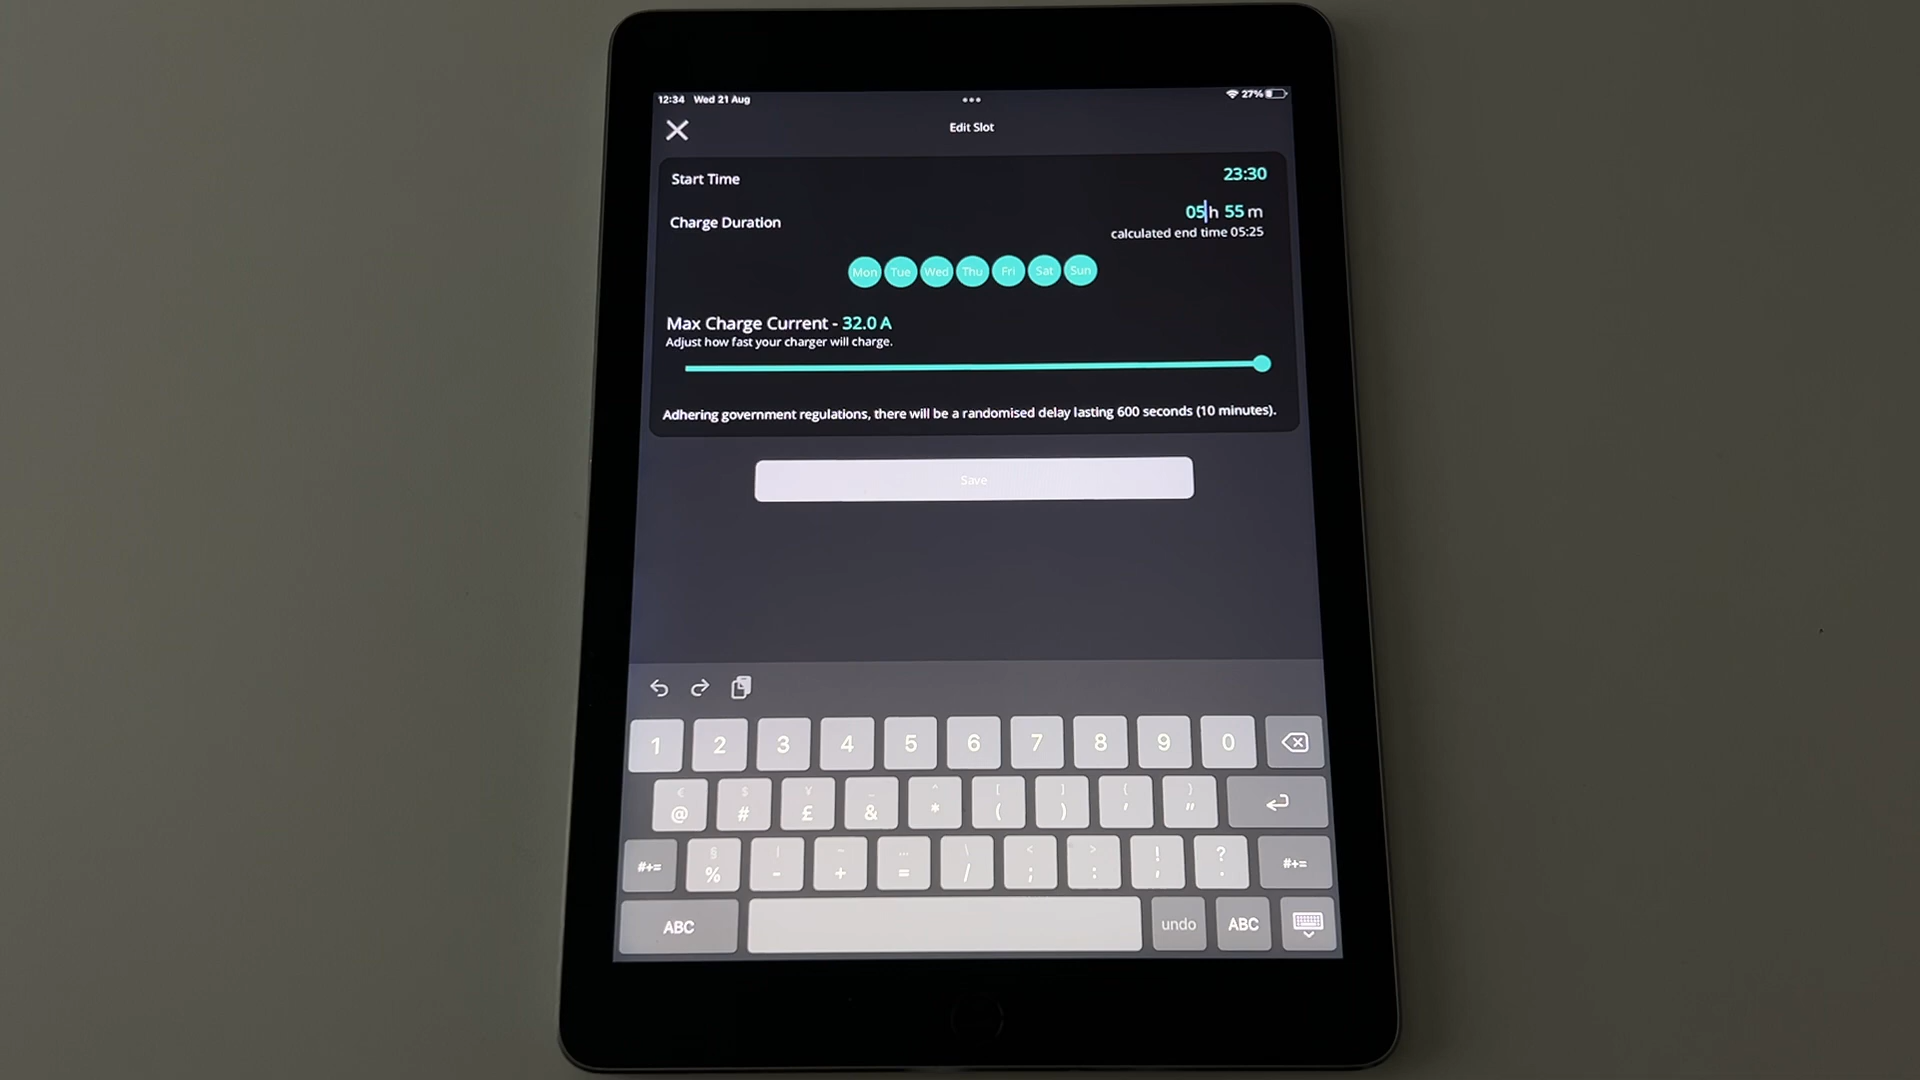 12:34 Wed 21 Aug
27%
Edit Slot
Start Time 23:30
Charge Duration 05 h 55 m
calculated end time 05:25
Mon Tue Wed Thu Fri Sat Sun
Max Charge Current - 32.0 A
Adjust how fast your charger will charge.
Adhering government regulations, there will be a randomised delay lasting 600 seconds (10 minutes).
Save
1 2 3 4 5 6 7 8 9 0
€ $ ¥ _ ^ [ ] { }
@ # £ & * ( ) ' "
§ | ~ … \ < > ! ?
#+= % - + = / ; : , . #+=
ABC undo ABC